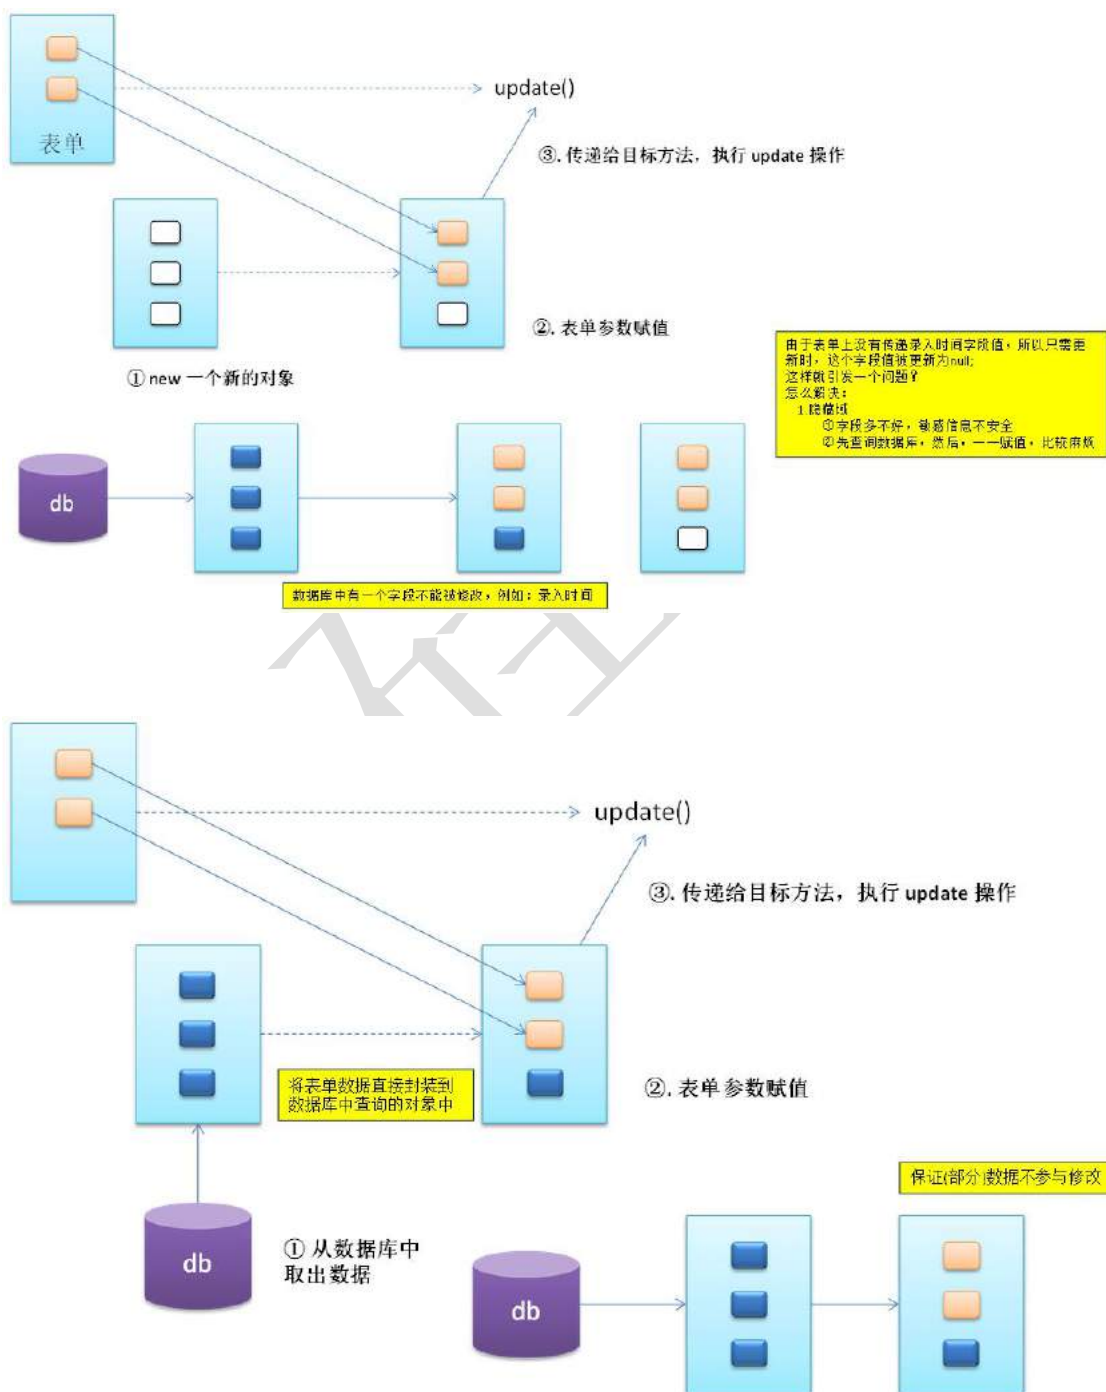 表单
update()
③. 传递给目标方法，执行 update 操作
②. 表单参数赋值
① new 一个新的对象
由于表单上没有传递录入时间字段值，所以只需更
新时，这个字段值被更新为null;
这样就引发一个问题？
怎么解决：
1.隐藏域
①字段多不好，敏感信息不安全
②先查询数据库，然后，一一赋值，比较麻烦
db
数据库中有一个字段不能被修改，例如：录入时间
update()
③. 传递给目标方法，执行 update 操作
将表单数据直接封装到
数据库中查询的对象中
②. 表单参数赋值
保证(部分)数据不参与修改
db
① 从数据库中
取出数据
db